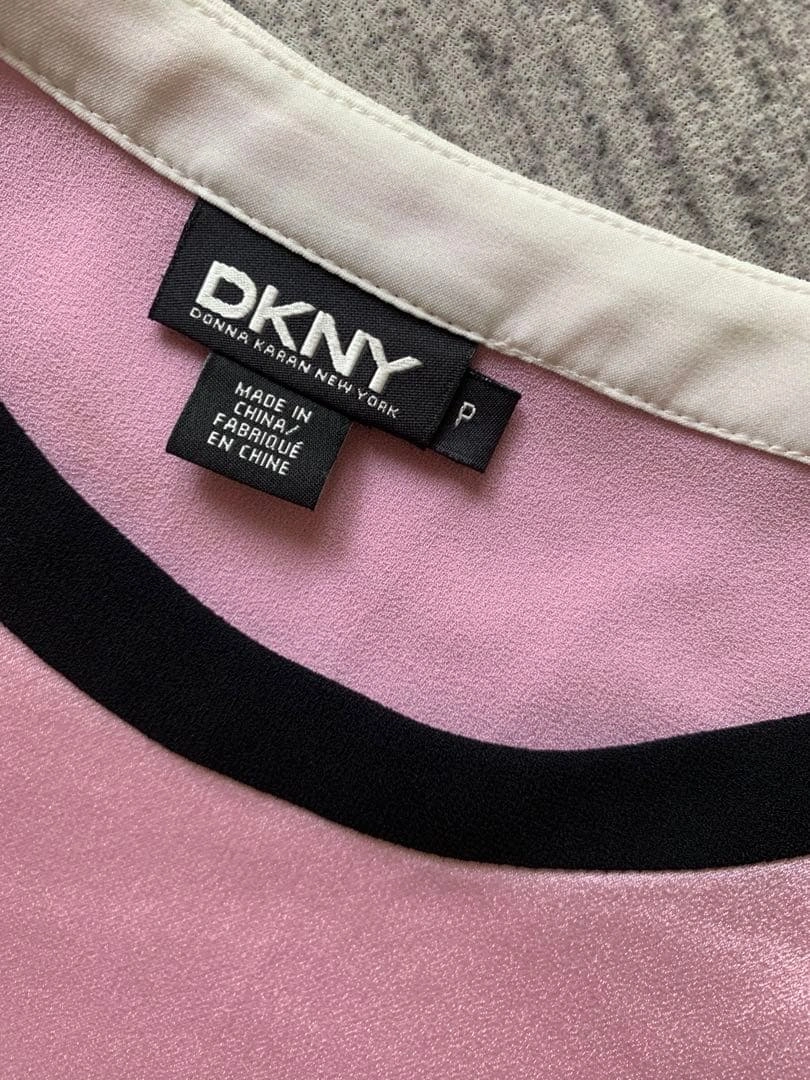 DKNY
DONNA KARAN NEW YORK
P
MADE IN
CHINA/
FABRIQUÉ
EN CHINE